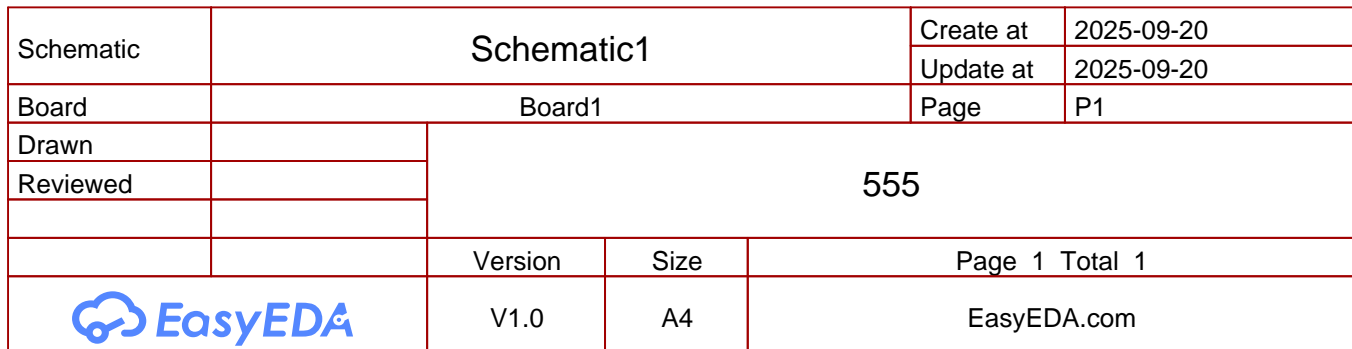 Schematic Schematic1 Create at 2025-09-20
Update at 2025-09-20
Board Board1 Page P1
Drawn
Reviewed
555
Version Size Page 1 Total 1
EasyEDA V1.0 A4 EasyEDA.com